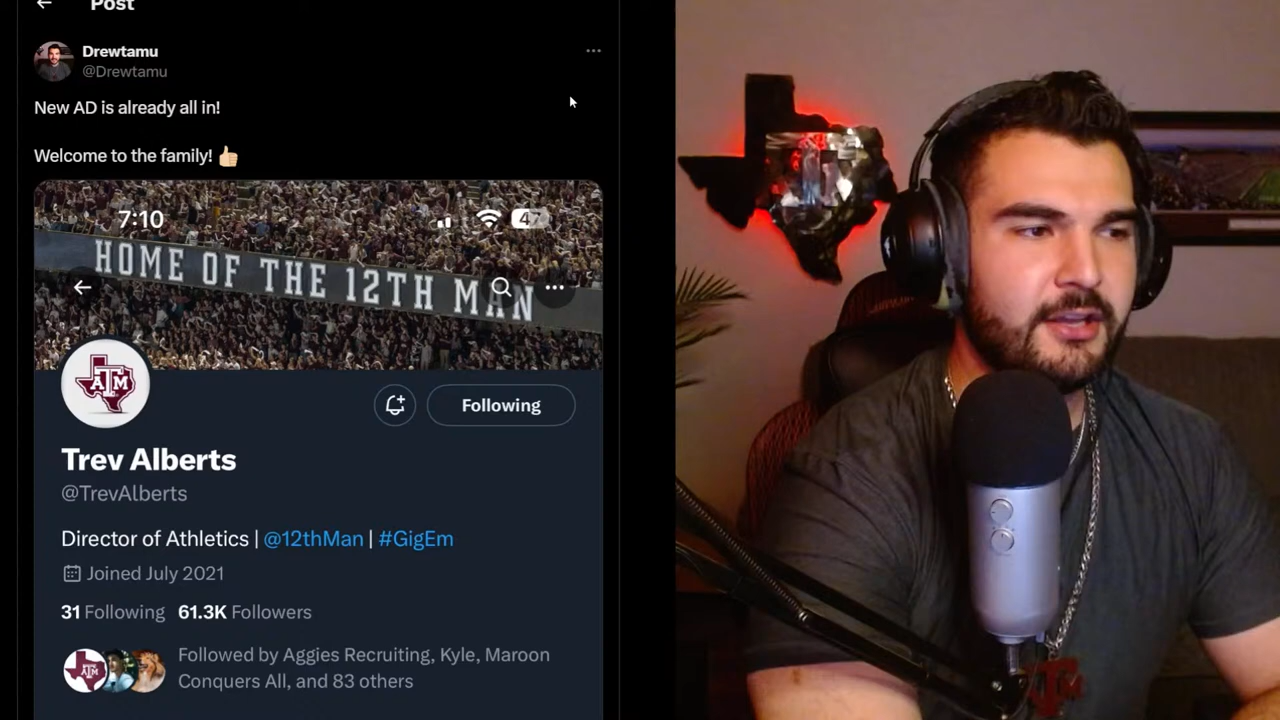 Post
Drewtamu
@Drewtamu
New AD is already all in!
Welcome to the family! 👍🏼
7:10
47
HOME OF THE 12TH MAN
A&M
Following
Trev Alberts
@TrevAlberts
Director of Athletics | @12thMan | #GigEm
Joined July 2021
31 Following 61.3K Followers
Followed by Aggies Recruiting, Kyle, Maroon
Conquers All, and 83 others